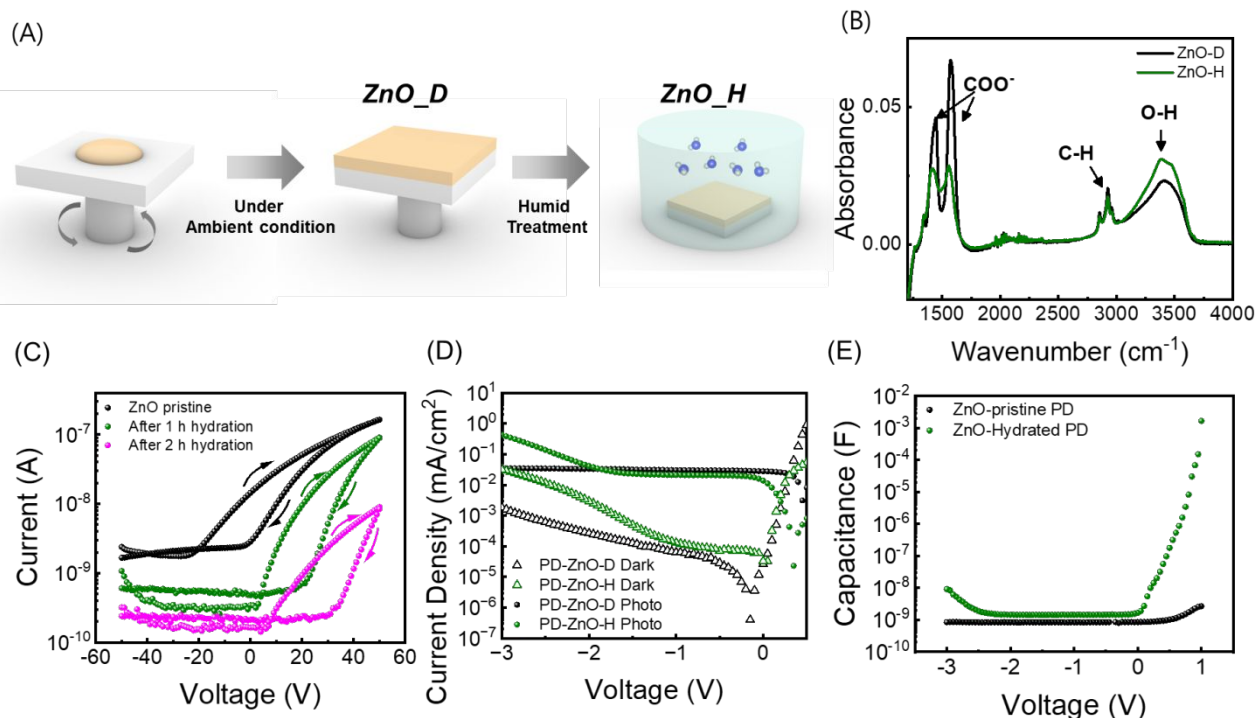 (A)
ZnO_D
ZnO_H
Under
Ambient condition
Humid
Treatment
(B)
ZnO-D
ZnO-H
COO⁻
C-H
O-H
0.05
0.00
Absorbance
1500 2000 2500 3000 3500 4000
Wavenumber (cm⁻¹)
(C)
ZnO pristine
After 1 h hydration
After 2 h hydration
10⁻⁷
10⁻⁸
10⁻⁹
10⁻¹⁰
Current (A)
-60 -40 -20 0 20 40 60
Voltage (V)
(D)
10¹
10⁰
10⁻¹
10⁻²
10⁻³
10⁻⁴
10⁻⁵
10⁻⁶
10⁻⁷
Current Density (mA/cm²)
PD-ZnO-D Dark
PD-ZnO-H Dark
PD-ZnO-D Photo
PD-ZnO-H Photo
−3 −2 −1 0
Voltage (V)
(E)
ZnO-pristine PD
ZnO-Hydrated PD
10⁻²
10⁻³
10⁻⁴
10⁻⁵
10⁻⁶
10⁻⁷
10⁻⁸
10⁻⁹
10⁻¹⁰
Capacitance (F)
-3 -2 -1 0 1
Voltage (V)